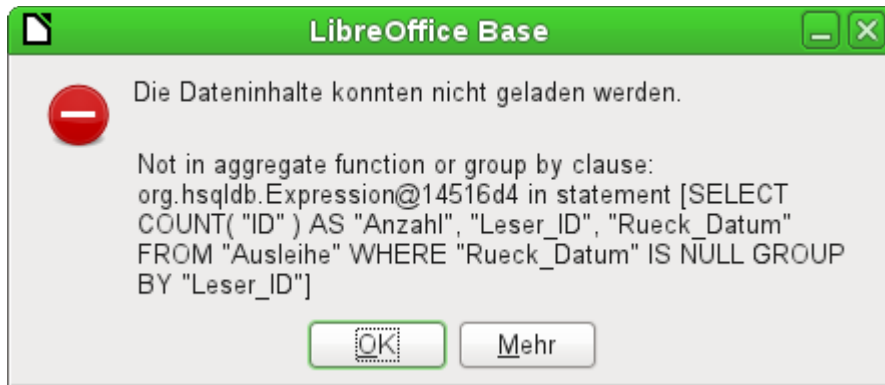 LibreOffice Base
Die Dateninhalte konnten nicht geladen werden.
Not in aggregate function or group by clause:
org.hsqldb.Expression@14516d4 in statement [SELECT
COUNT( "ID" ) AS "Anzahl", "Leser_ID", "Rueck_Datum"
FROM "Ausleihe" WHERE "Rueck_Datum" IS NULL GROUP
BY "Leser_ID"]
OK
Mehr